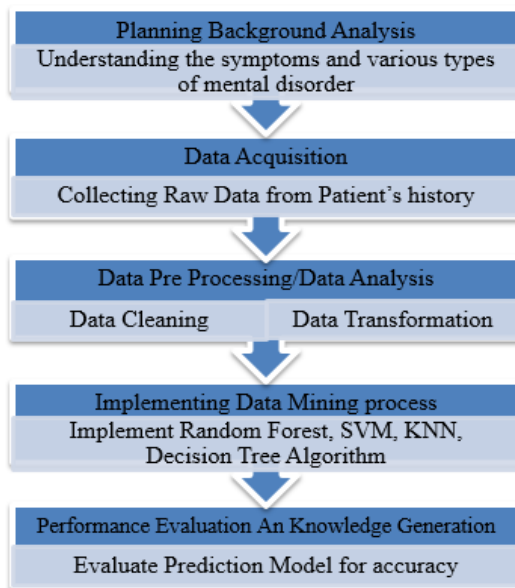 Planning Background Analysis
Understanding the symptoms and various types
of mental disorder
Data Acquisition
Collecting Raw Data from Patient's history
Data Pre Processing/Data Analysis
Data Cleaning
Data Transformation
Implementing Data Mining process
Implement Random Forest, SVM, KNN,
Decision Tree Algorithm
Performance Evaluation An Knowledge Generation
Evaluate Prediction Model for accuracy